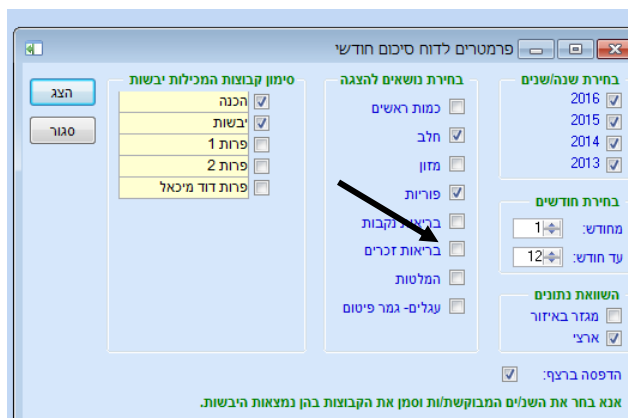 פרמטרים לדוח סיכום חודשי
בחירת שנה/שנים
2016
2015
2014
2013
בחירת חודשים
מחודש: 1
עד חודש: 12
השוואת נתונים
מגזר באיזור
ארצי
הדפסה ברצף:
בחירת נושאים להצגה
כמות ראשים
חלב
מזון
פוריות
בריאות נקבות
בריאות זכרים
המלטות
עגלים- גמר פיטום
סימון קבוצות המכילות יבשות
הכנה
יבשות
פרות 1
פרות 2
פרות דוד מיכאל
הצג
סגור
אנא בחר את השנ/ים המבוקשת/ות וסמן את הקבוצות בהן נמצאות היבשות.